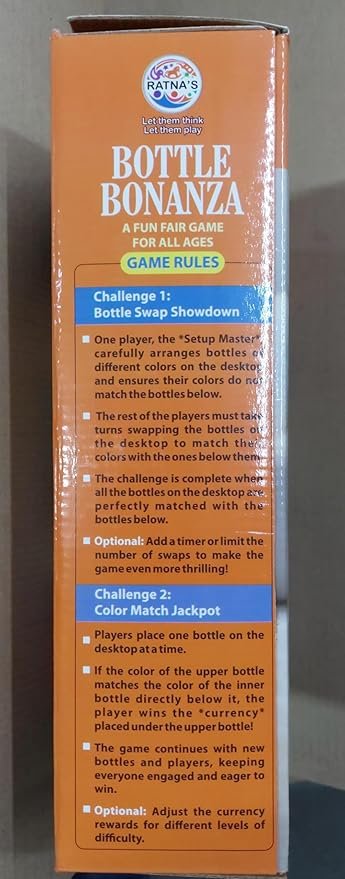 RATNA'S
Let them think
Let them play
BOTTLE
BONANZA
A FUN FAIR GAME
FOR ALL AGES
GAME RULES
Challenge 1:
Bottle Swap Showdown
One player, the *Setup Master*
carefully arranges bottles of
different colors on the desktop
and ensures their colors do not
match the bottles below.
The rest of the players must take
turns swapping the bottles on
the desktop to match their
colors with the ones below them
The challenge is complete when
all the bottles on the desktop are
perfectly matched with the
bottles below.
Optional: Add a timer or limit the
number of swaps to make the
game even more thrilling!
Challenge 2:
Color Match Jackpot
Players place one bottle on the
desktop at a time.
If the color of the upper bottle
matches the color of the inner
bottle directly below it, the
player wins the *currency*
placed under the upper bottle!
The game continues with new
bottles and players, keeping
everyone engaged and eager to
win.
Optional: Adjust the currency
rewards for different levels of
difficulty.